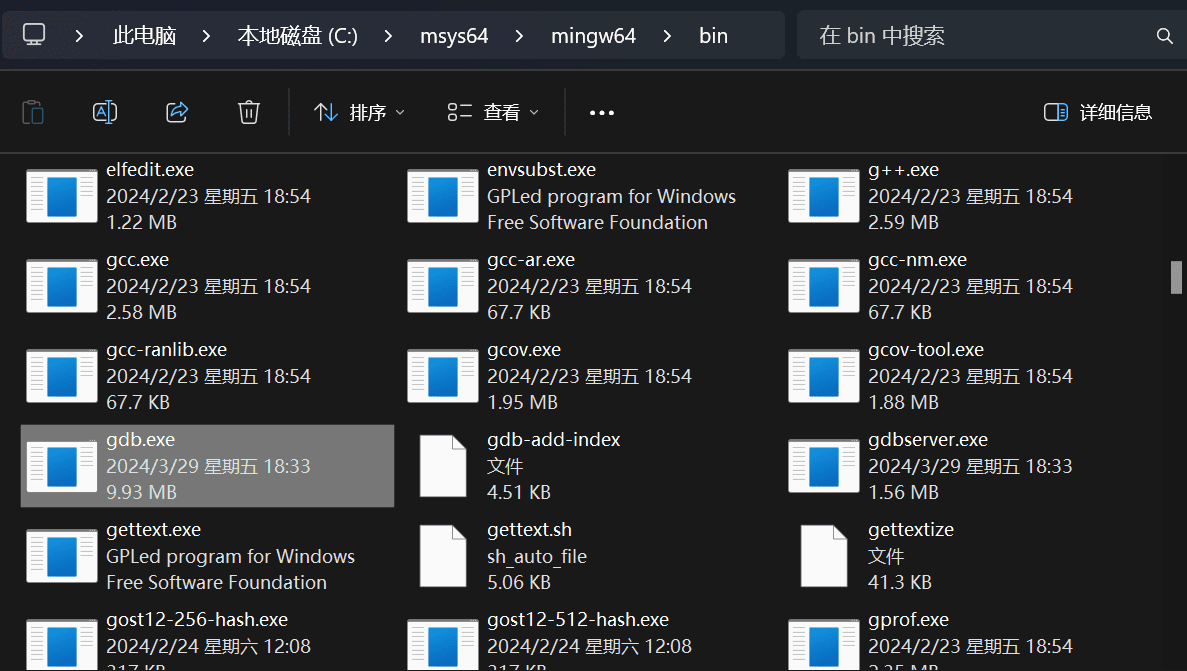 此电脑 本地磁盘 (C:) msys64 mingw64 bin
在 bin 中搜索
排序 查看 详细信息
elfedit.exe
2024/2/23 星期五 18:54
1.22 MB
envsubst.exe
GPLed program for Windows
Free Software Foundation
g++.exe
2024/2/23 星期五 18:54
2.59 MB
gcc.exe
2024/2/23 星期五 18:54
2.58 MB
gcc-ar.exe
2024/2/23 星期五 18:54
67.7 KB
gcc-nm.exe
2024/2/23 星期五 18:54
67.7 KB
gcc-ranlib.exe
2024/2/23 星期五 18:54
67.7 KB
gcov.exe
2024/2/23 星期五 18:54
1.95 MB
gcov-tool.exe
2024/2/23 星期五 18:54
1.88 MB
gdb.exe
2024/3/29 星期五 18:33
9.93 MB
gdb-add-index
文件
4.51 KB
gdbserver.exe
2024/3/29 星期五 18:33
1.56 MB
gettext.exe
GPLed program for Windows
Free Software Foundation
gettext.sh
sh_auto_file
5.06 KB
gettextize
文件
41.3 KB
gost12-256-hash.exe
2024/2/24 星期六 12:08
217 KB
gost12-512-hash.exe
2024/2/24 星期六 12:08
217 KB
gprof.exe
2024/2/23 星期五 18:54